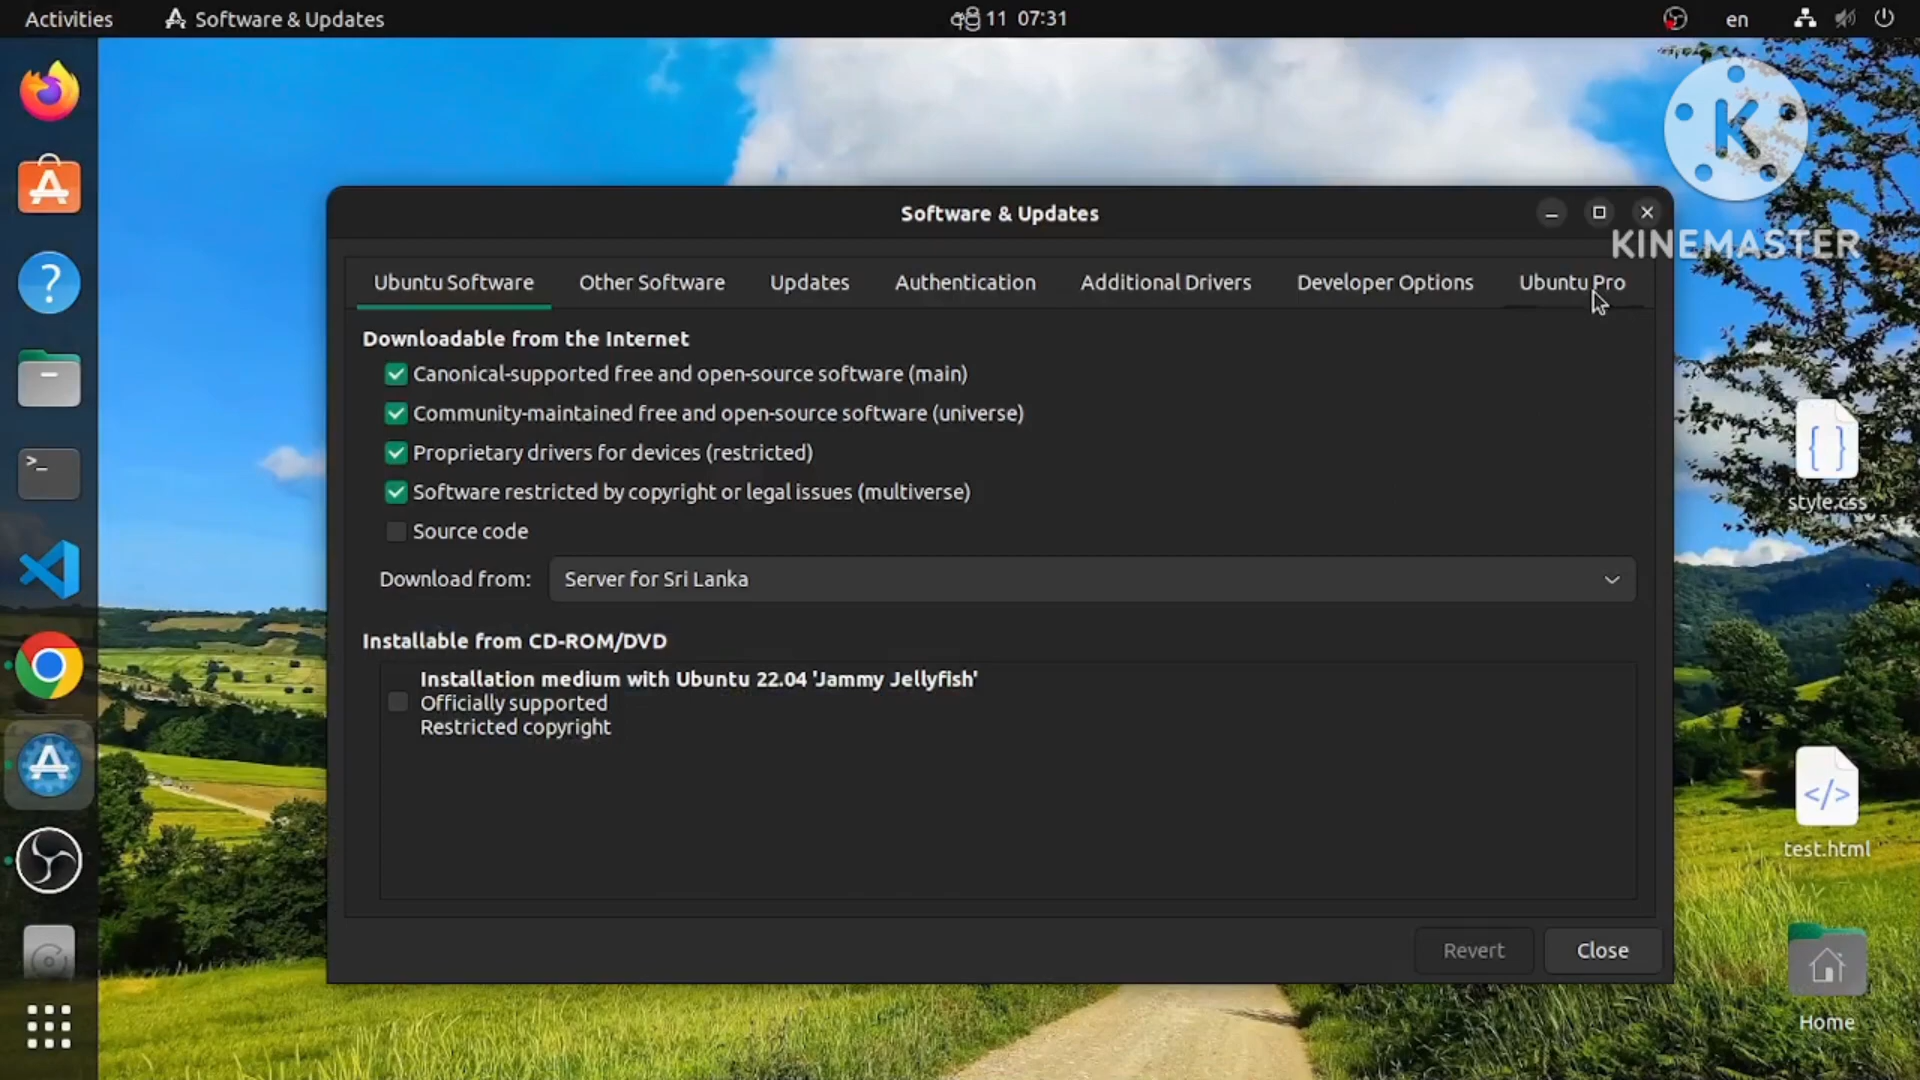 Activities
Software & Updates
11 07:31
en
KINEMASTER
Software & Updates
Ubuntu Software
Other Software
Updates
Authentication
Additional Drivers
Developer Options
Ubuntu Pro
Downloadable from the Internet
Canonical-supported free and open-source software (main)
Community-maintained free and open-source software (universe)
Proprietary drivers for devices (restricted)
Software restricted by copyright or legal issues (multiverse)
Source code
Download from: Server for Sri Lanka
Installable from CD-ROM/DVD
Installation medium with Ubuntu 22.04 'Jammy Jellyfish'
Officially supported
Restricted copyright
Revert
Close
style.css
test.html
Home